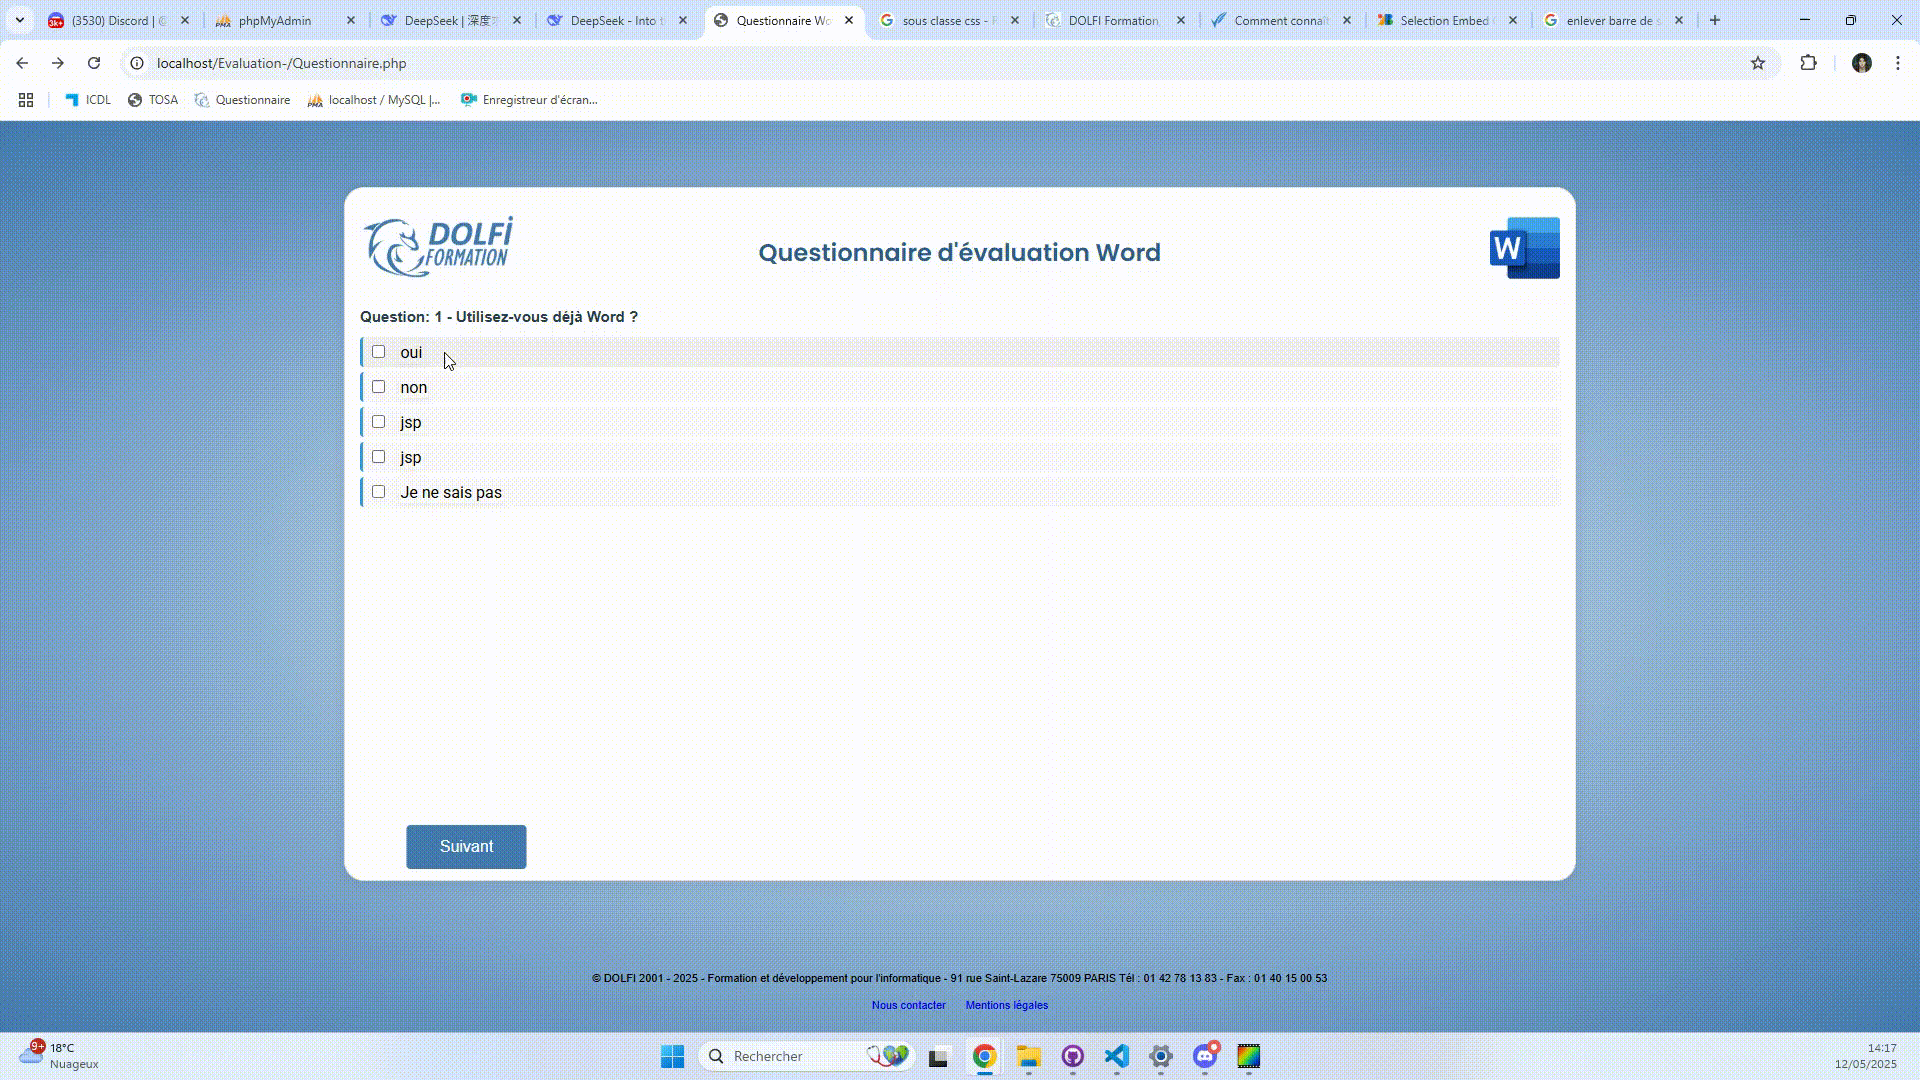 (3530) Discord | @
phpMyAdmin
DeepSeek | 深度求
DeepSeek - Into t
Questionnaire Wo
sous classe css - R
DOLFI Formation
Comment connaî
Selection Embed
enlever barre de s
localhost/Evaluation-/Questionnaire.php
ICDL
TOSA
Questionnaire
localhost / MySQL |...
Enregistreur d'écran...
DOLFI
FORMATION
Questionnaire d'évaluation Word
W
Question: 1 - Utilisez-vous déjà Word ?
oui
non
jsp
jsp
Je ne sais pas
Suivant
© DOLFI 2001 - 2025 - Formation et développement pour l'informatique - 91 rue Saint-Lazare 75009 PARIS Tél : 01 42 78 13 83 - Fax : 01 40 15 00 53
Nous contacter Mentions légales
9+
18°C
Nuageux
Rechercher
14:17
12/05/2025